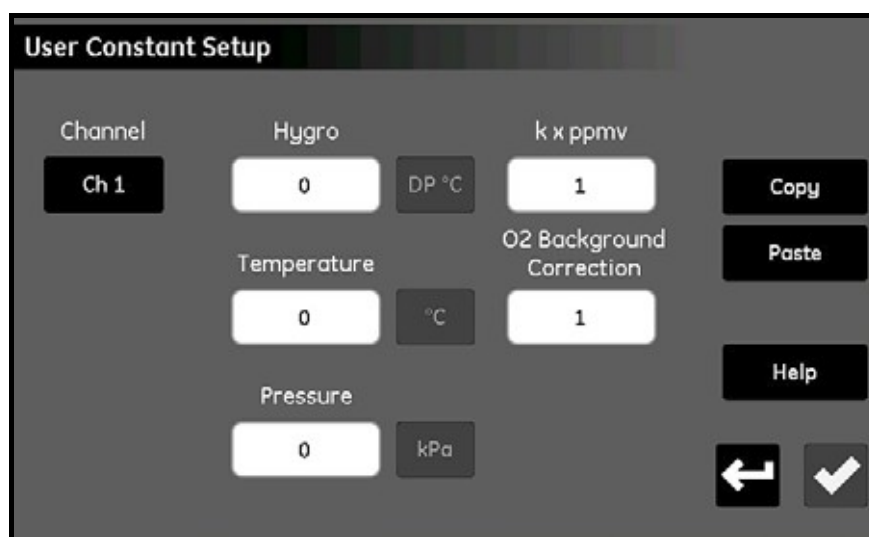 User Constant Setup
Channel
Hygro
k x ppmv
Ch 1
0
DP °C
1
Copy
Temperature
O2 Background
Correction
Paste
0
°C
1
Help
Pressure
0
kPa